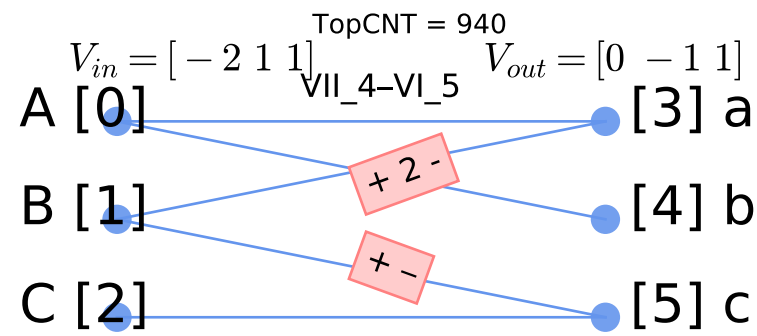 TopCNT = 940
V_in = [ − 2 1 1]
V_out = [0 − 1 1]
VII_4–VI_5
A [0]
[3] a
+ 2 -
B [1]
[4] b
+ –
C [2]
[5] c